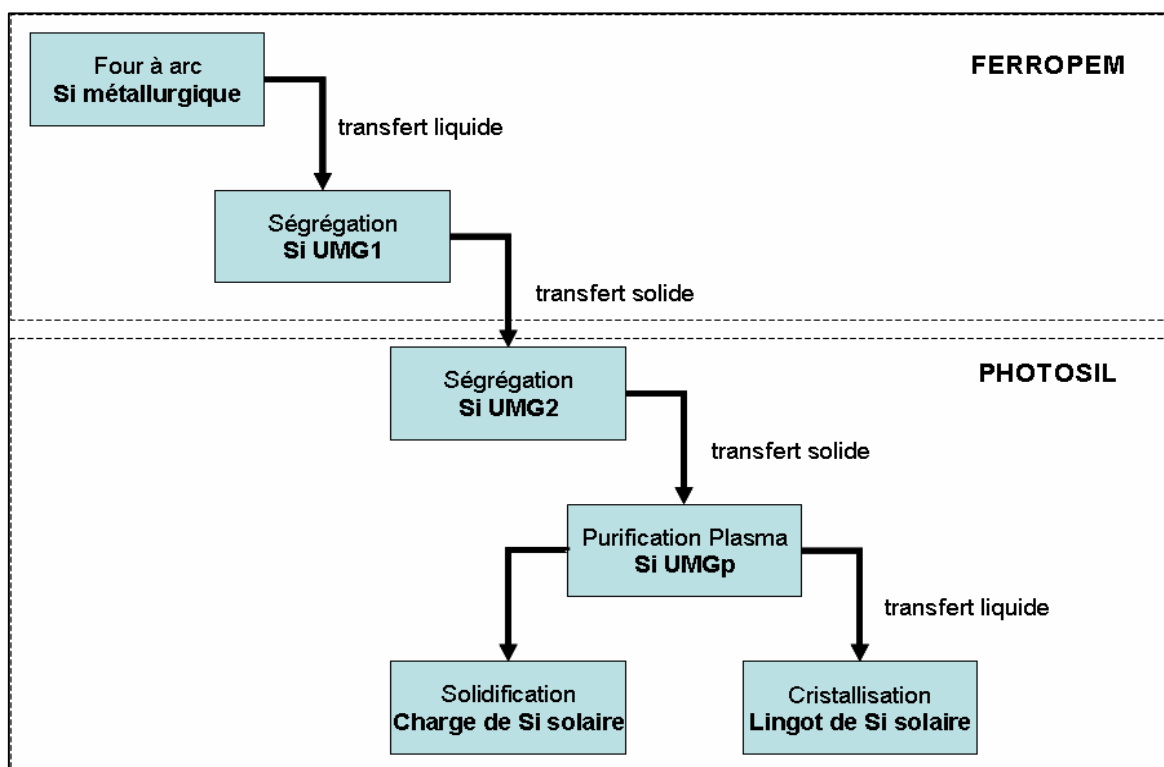 Four à arc
Si métallurgique
FERROPEM
transfert liquide
Ségrégation
Si UMG1
transfert solide
Ségrégation
Si UMG2
PHOTOSIL
transfert solide
Purification Plasma
Si UMGp
transfert liquide
Solidification
Charge de Si solaire
Cristallisation
Lingot de Si solaire